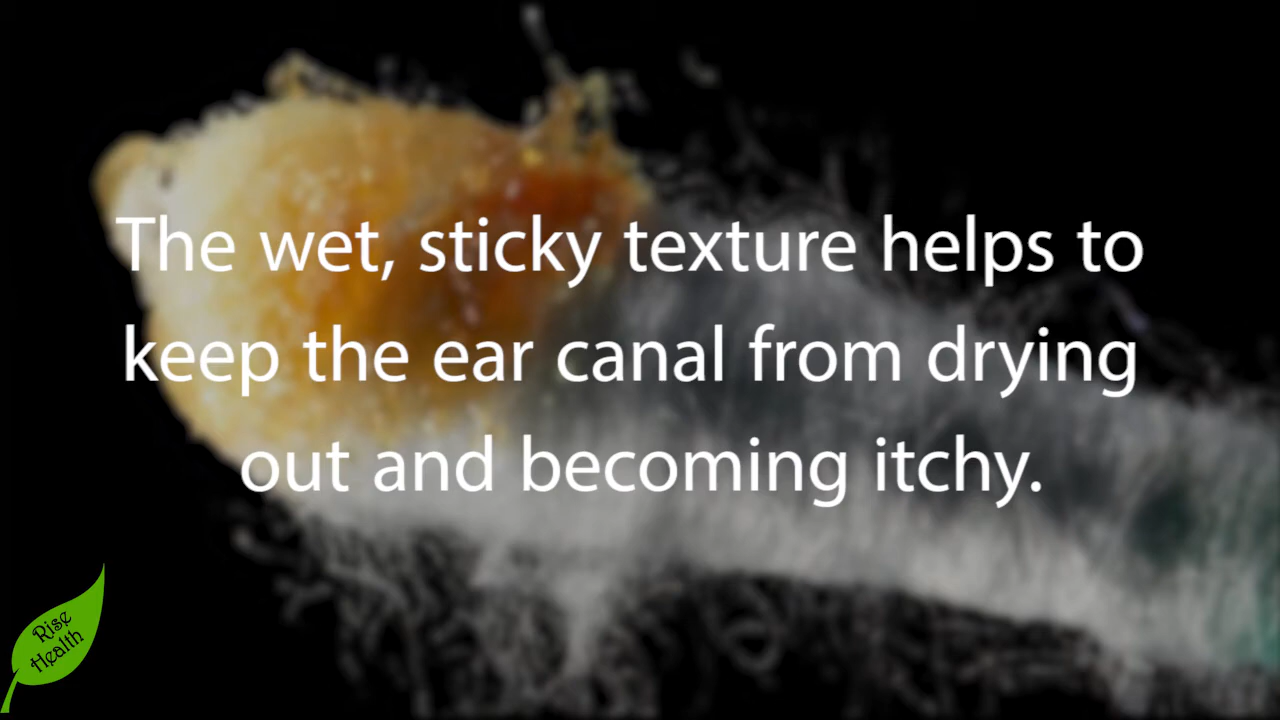 The wet, sticky texture helps to
keep the ear canal from drying
out and becoming itchy.
Rise
Health